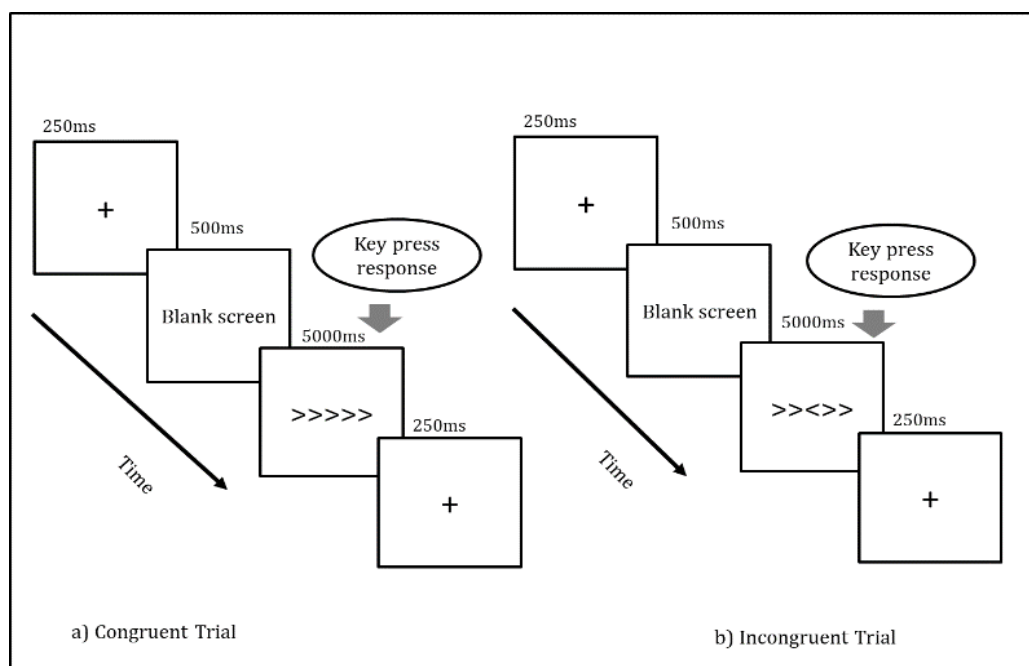 250ms
+
500ms
Key press
response
Blank screen
5000ms
>>>>>
250ms
+
Time
a) Congruent Trial
250ms
+
500ms
Key press
response
Blank screen
5000ms
>><>>
250ms
+
Time
b) Incongruent Trial